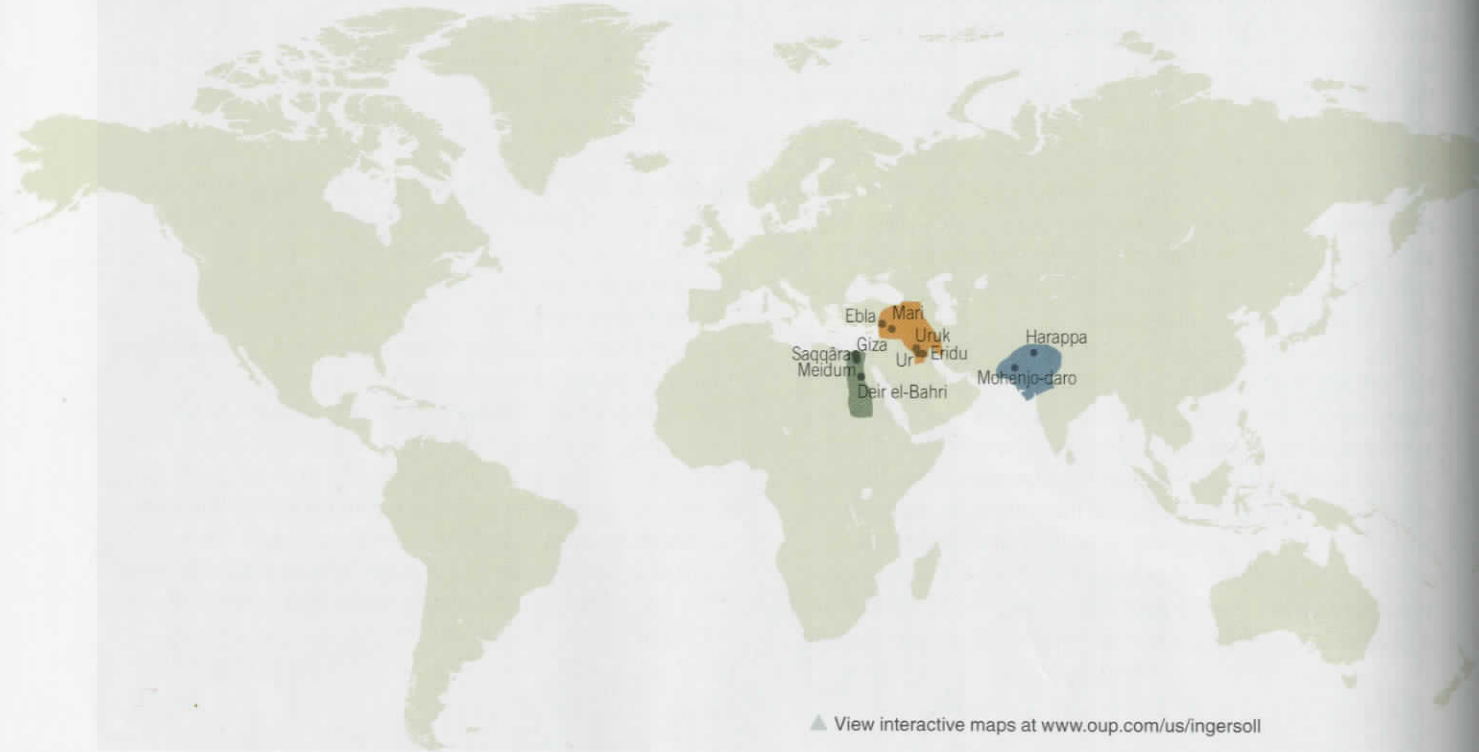 Ebla
Mari
Uruk
Harappa
Giza
Saqqāra
Ur
Eridu
Meidum
Mohenjo-daro
Deir el-Bahri
View interactive maps at www.oup.com/us/ingersoll